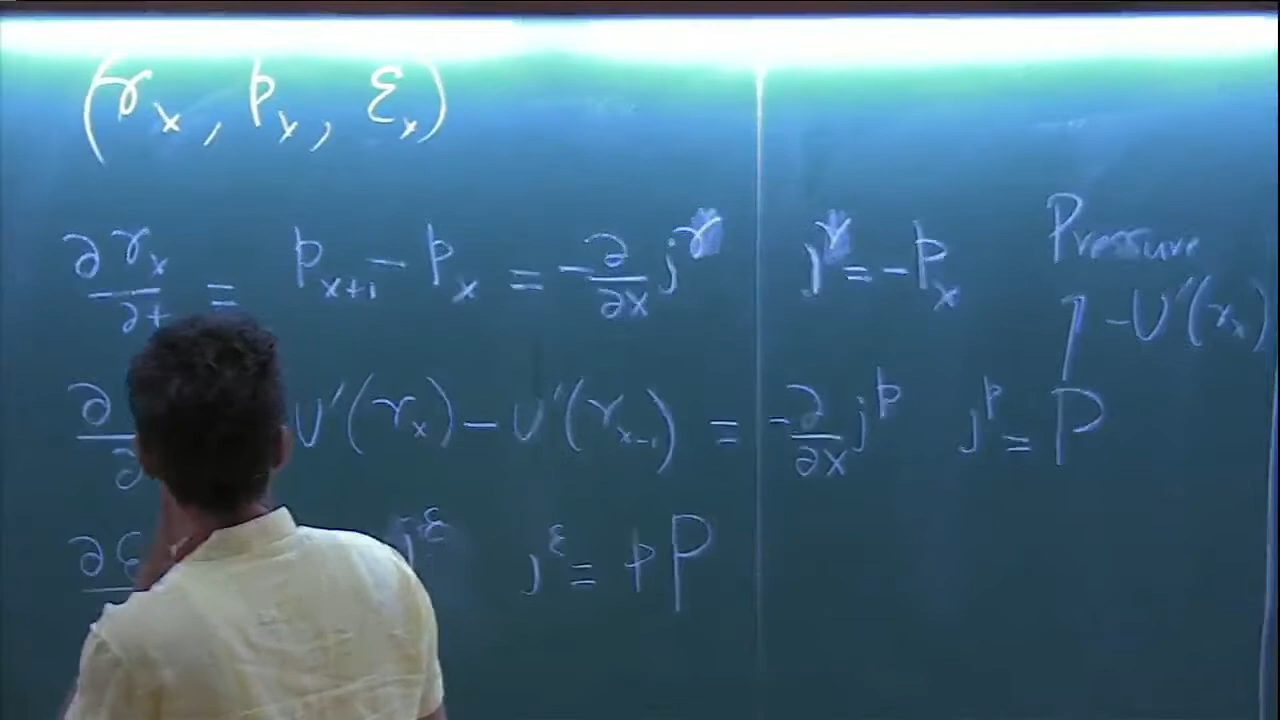 (r_x, p_x, ε_x)
∂r_x/∂t = p_{x+1} - p_x = -∂/∂x j^r j^r = -p_x Pressure
-U'(r_x)
∂/∂ U'(r_x) - U'(r_{x-1}) = -∂/∂x j^p j^p = P
∂ε j^ε j^ε = pP